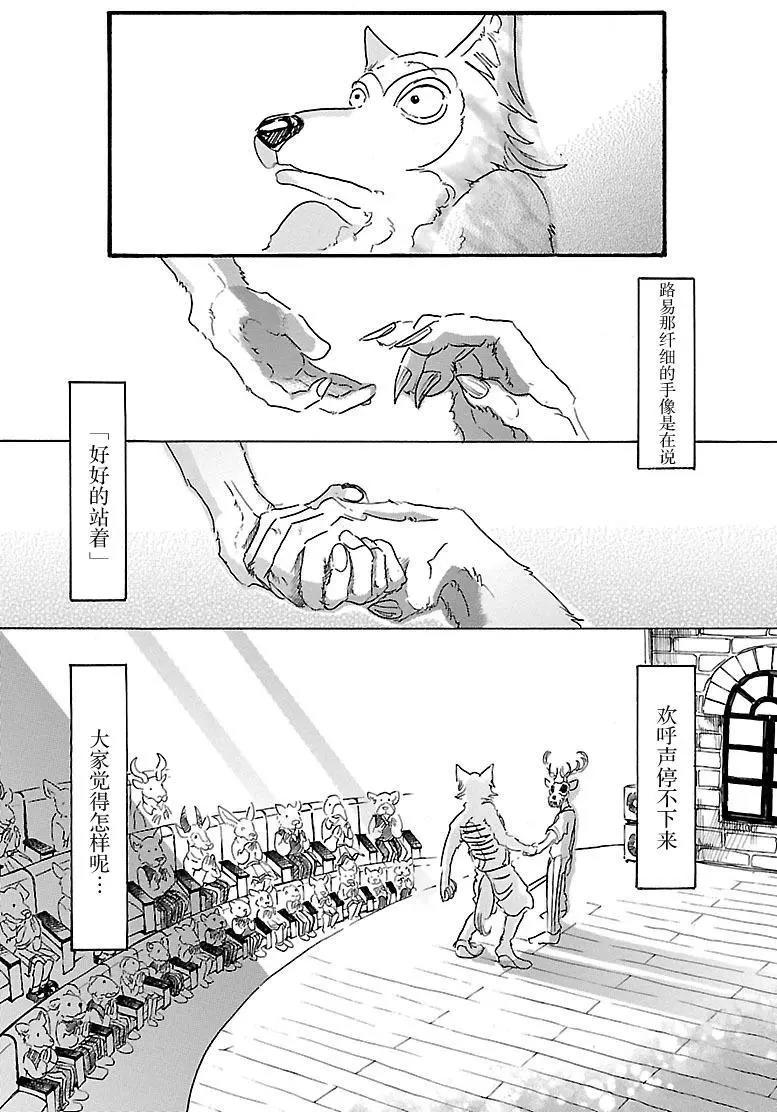 路易那纤细的手像是在说
「好好的站着」
欢呼声停不下来
大家觉得怎样呢…